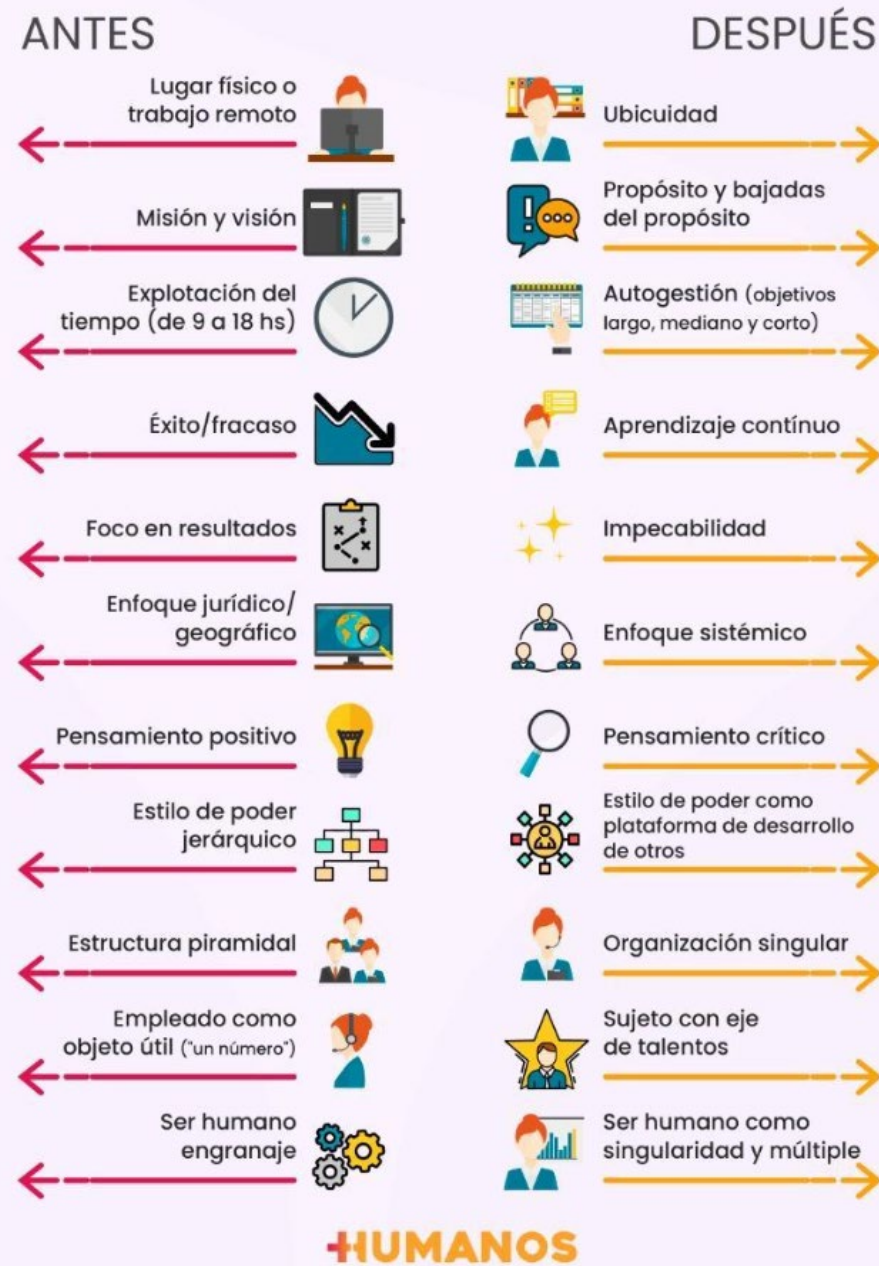 ANTES
DESPUÉS
Lugar físico o
trabajo remoto
Ubicuidad
Misión y visión
Propósito y bajadas
del propósito
Explotación del
tiempo (de 9 a 18 hs)
Autogestión (objetivos
largo, mediano y corto)
Éxito/fracaso
Aprendizaje contínuo
Foco en resultados
Impecabilidad
Enfoque jurídico/
geográfico
Enfoque sistémico
Pensamiento positivo
Pensamiento crítico
Estilo de poder
jerárquico
Estilo de poder como
plataforma de desarrollo
de otros
Estructura piramidal
Organización singular
Empleado como
objeto útil ("un número")
Sujeto con eje
de talentos
Ser humano
engranaje
Ser humano como
singularidad y múltiple
+HUMANOS